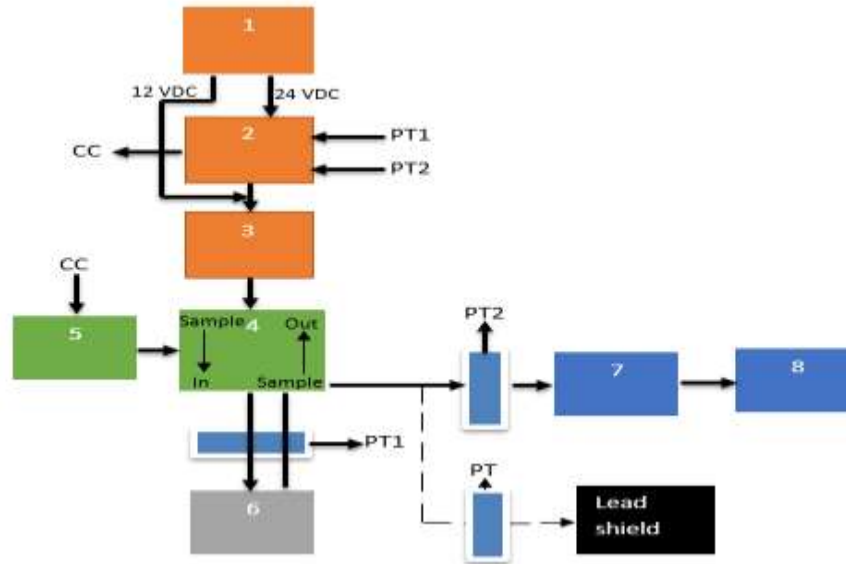 1
12 VDC
24 VDC
2
PT1
CC
PT2
3
CC
5
Sample
4
Out
In
Sample
PT2
7
8
PT1
6
PT
Lead
shield